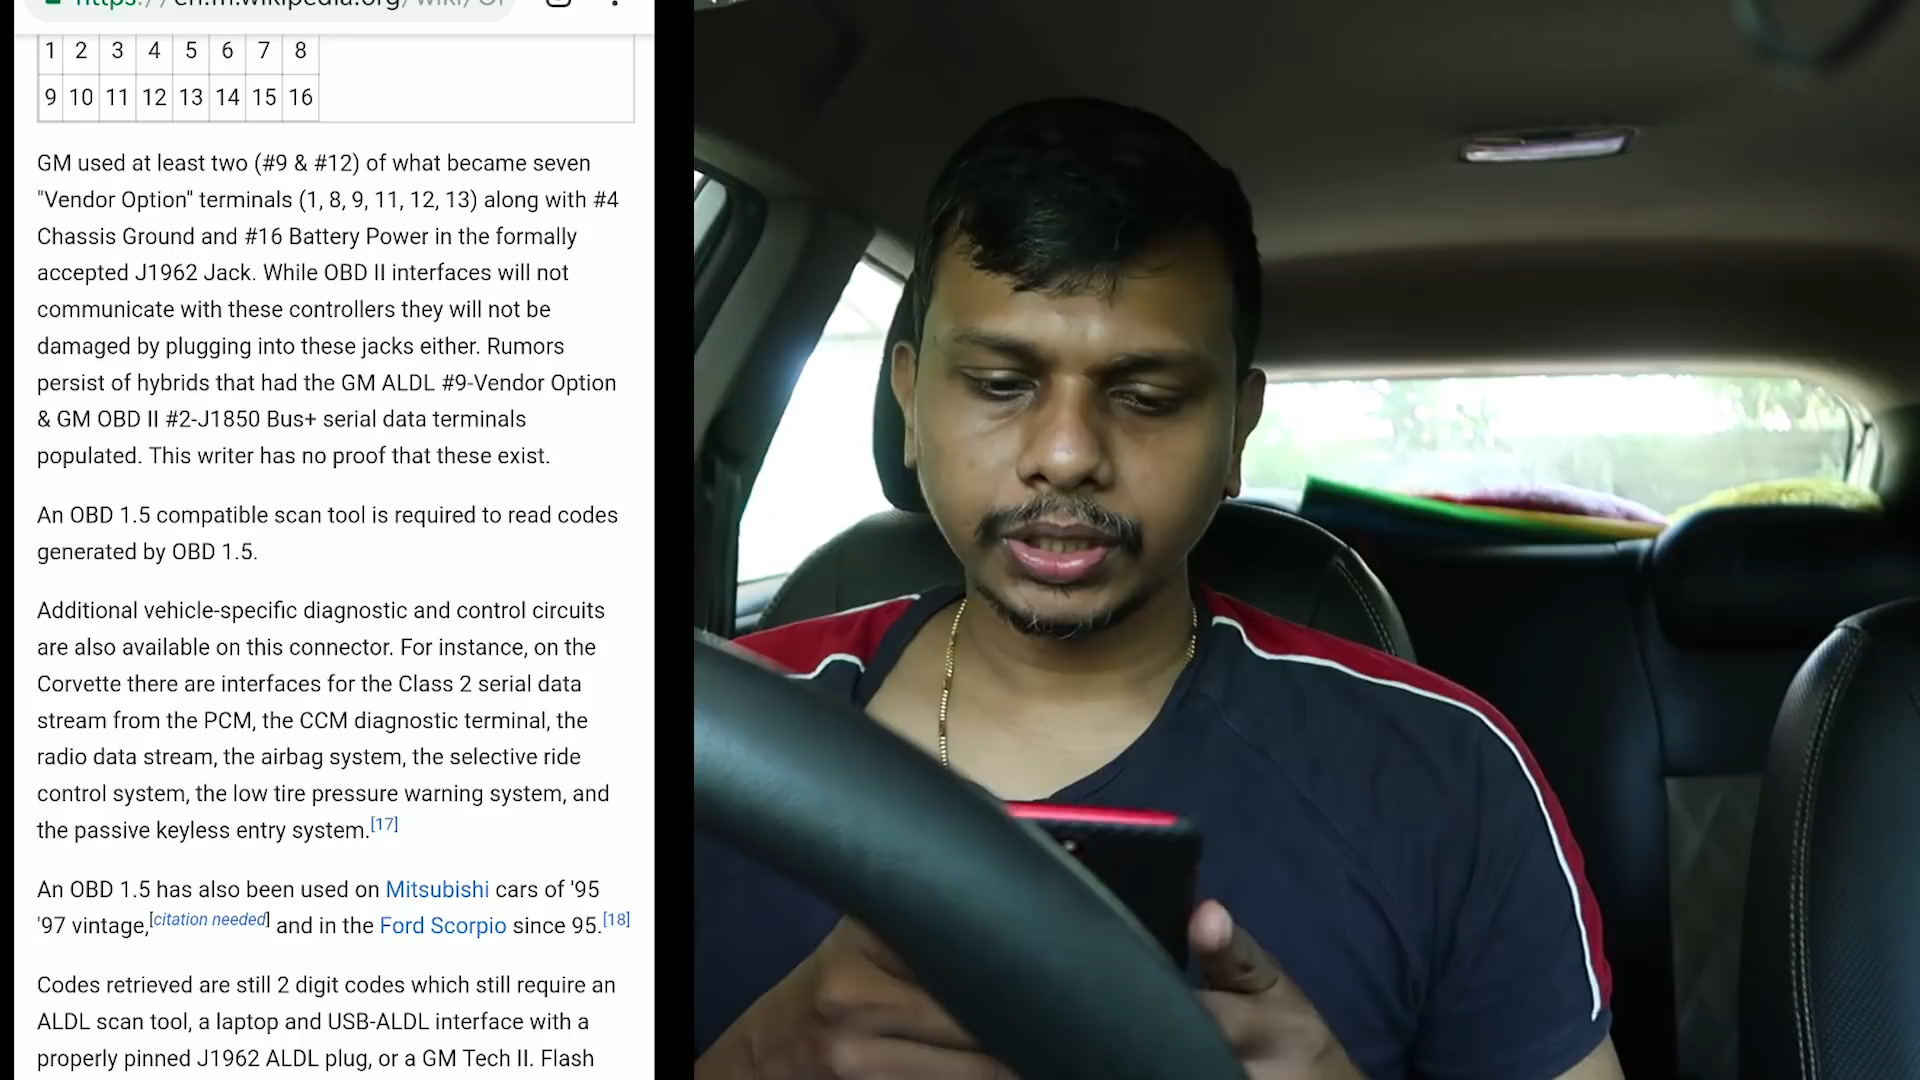 1 2 3 4 5 6 7 8
9 10 11 12 13 14 15 16
GM used at least two (#9 & #12) of what became seven
"Vendor Option" terminals (1, 8, 9, 11, 12, 13) along with #4
Chassis Ground and #16 Battery Power in the formally
accepted J1962 Jack. While OBD II interfaces will not
communicate with these controllers they will not be
damaged by plugging into these jacks either. Rumors
persist of hybrids that had the GM ALDL #9-Vendor Option
& GM OBD II #2-J1850 Bus+ serial data terminals
populated. This writer has no proof that these exist.
An OBD 1.5 compatible scan tool is required to read codes
generated by OBD 1.5.
Additional vehicle-specific diagnostic and control circuits
are also available on this connector. For instance, on the
Corvette there are interfaces for the Class 2 serial data
stream from the PCM, the CCM diagnostic terminal, the
radio data stream, the airbag system, the selective ride
control system, the low tire pressure warning system, and
the passive keyless entry system.[17]
An OBD 1.5 has also been used on Mitsubishi cars of '95
'97 vintage,[citation needed] and in the Ford Scorpio since 95.[18]
Codes retrieved are still 2 digit codes which still require an
ALDL scan tool, a laptop and USB-ALDL interface with a
properly pinned J1962 ALDL plug, or a GM Tech II. Flash